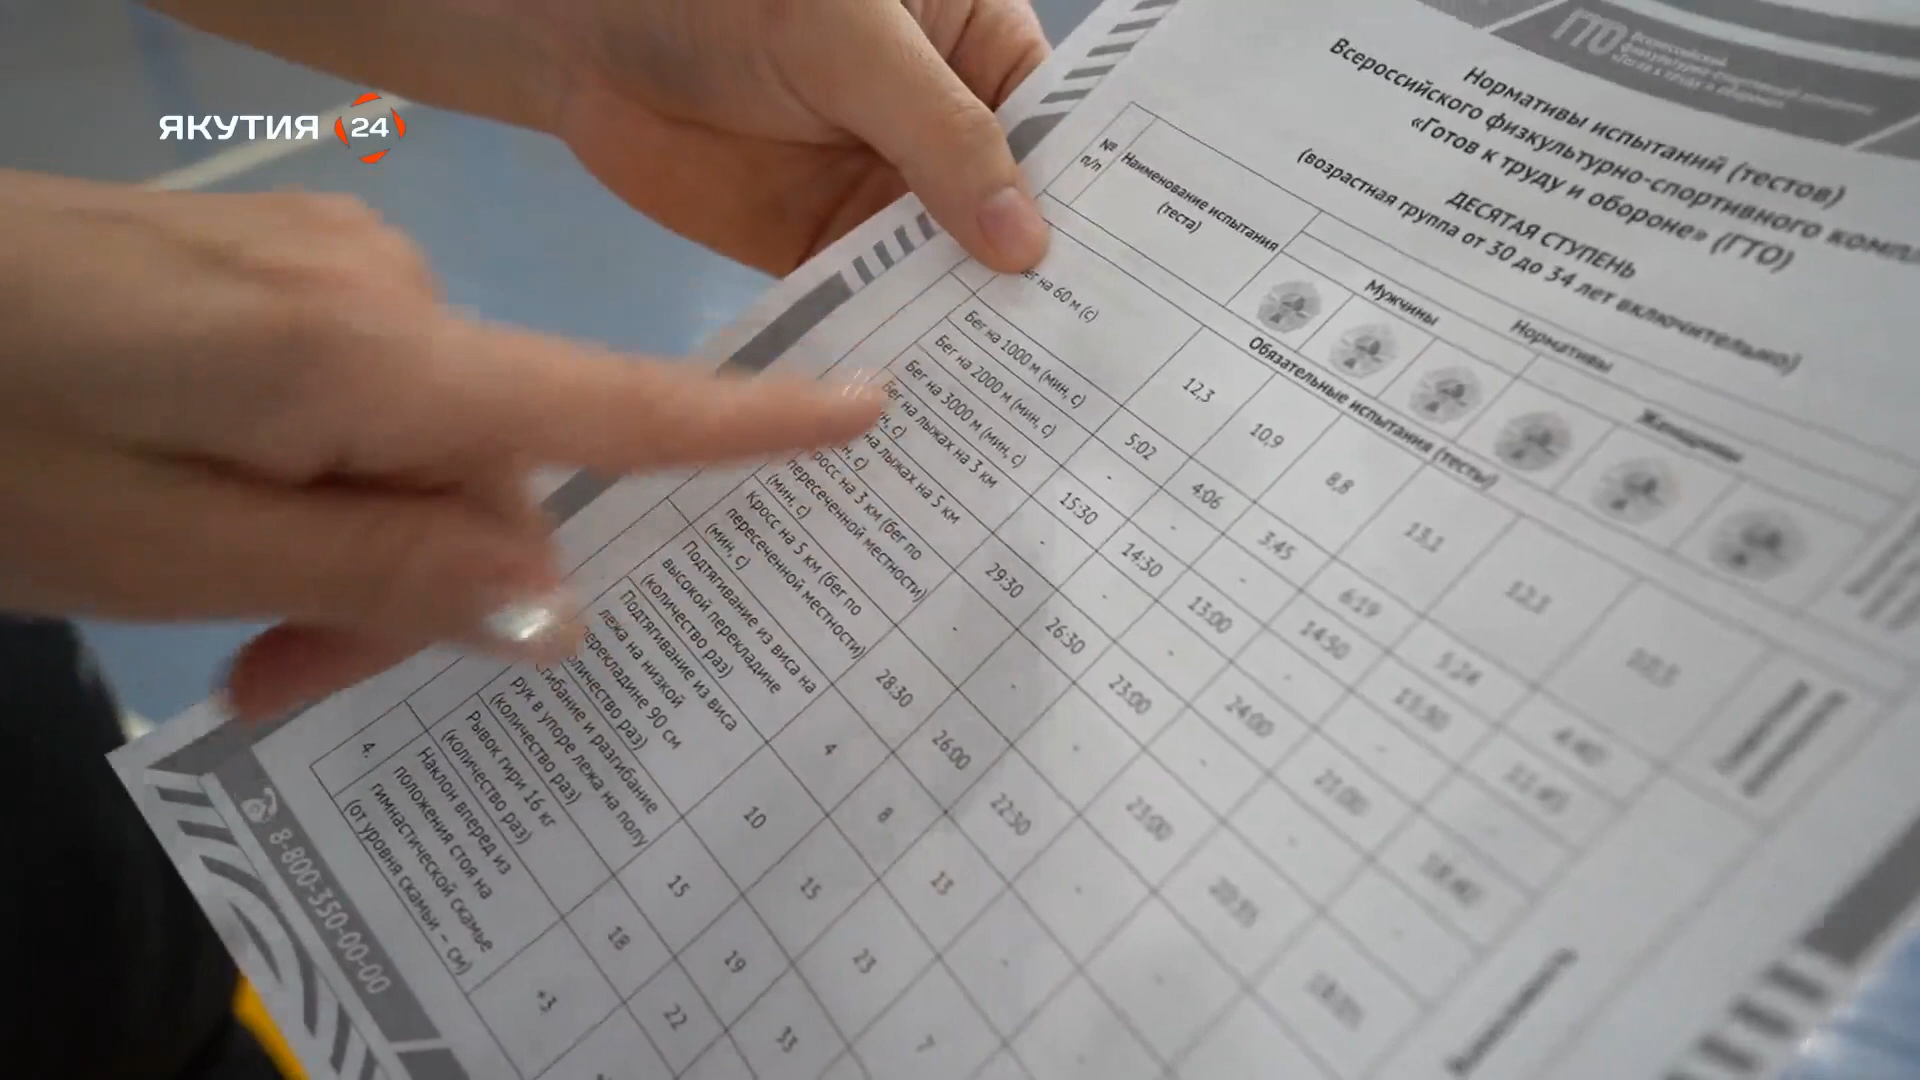 ЯКУТИЯ 24
ГТО
Всероссийский
физкультурно-спортивный комплекс
«Готов к труду и обороне»
Нормативы испытаний (тестов)
Всероссийского физкультурно-спортивного
«Готов к труду и обороне» (ГТО)
ДЕСЯТАЯ СТУПЕНЬ
(возрастная группа от 30 до 34 лет включительно)
№
п/п
Наименование испытания
(теста)
Нормативы
Мужчины
Женщины
Обязательные испытания (тесты)
на 60 м (с)
12,3 10,9 8,8 13,1 12,1
Бег на 1000 м (мин, с)
5:02 4:06 3:45 6:19 5:24 4:40
Бег на 2000 м (мин, с)
- - - 14:50 13:30 11:45
Бег на 3000 м (мин, с)
15:30 14:30 13:00 - - -
Бег на лыжах на 3 км
- - - 24:00 21:00 18:40
на лыжах на 5 км
29:30 26:30 23:00 - - -
на 3 км (бег по
пересеченной местности)
(мин, с)
- - - 23:00 20:35
Кросс на 5 км (бег по
пересеченной местности)
(мин, с)
28:30 26:00 22:30 - -
Подтягивание из виса на
высокой перекладине
(количество раз)
4 8 13 -
Подтягивание из виса
лежа на низкой
перекладине 90 см
10 15 23 7
сгибание и разгибание
рук в упоре лежа на полу
(количество раз)
15 19 33
Рывок гири 16 кг
(количество раз)
18 22
4.
Наклон вперед из
положения стоя на
гимнастической скамье
(от уровня скамьи – см)
+3
8-800-350-00-00